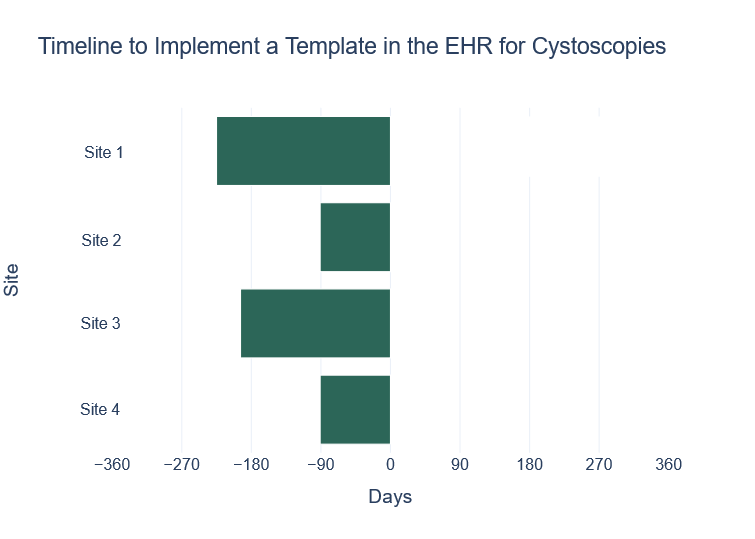 Timeline to Implement a Template in the EHR for Cystoscopies
Site 1
Site 2
Site 3
Site 4
Site
−360 −270 −180 −90 0 90 180 270 360
Days